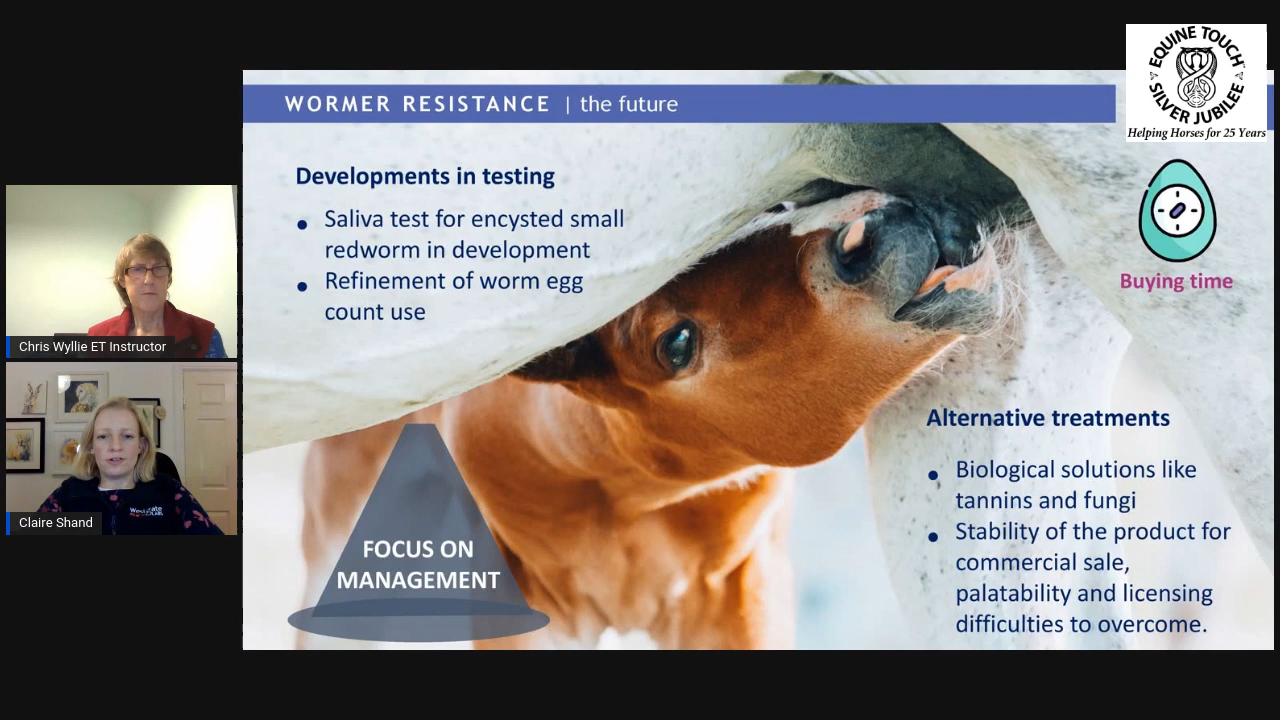 EQUINE TOUCH
SILVER JUBILEE
Helping Horses for 25 Years
WORMER RESISTANCE | the future
Developments in testing
• Saliva test for encysted small
redworm in development
• Refinement of worm egg
count use
Buying time
Chris Wyllie ET Instructor
Claire Shand
FOCUS ON
MANAGEMENT
Alternative treatments
• Biological solutions like
tannins and fungi
• Stability of the product for
commercial sale,
palatability and licensing
difficulties to overcome.